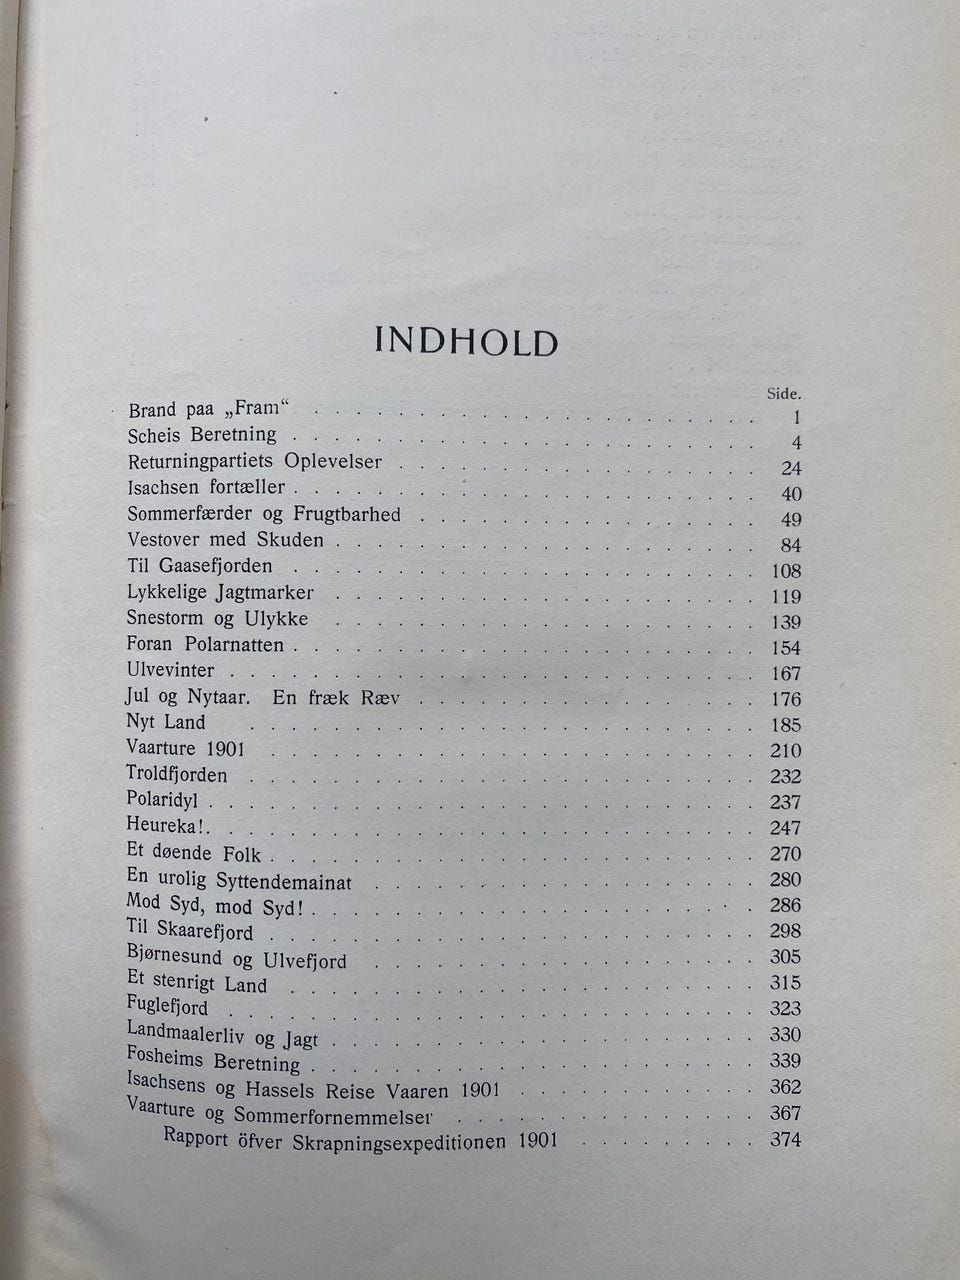 INDHOLD
Side.
Brand paa „Fram“ . . . . . . . . . . . . . . . . . . . . . . 1
Scheis Beretning . . . . . . . . . . . . . . . . . . . . . . . 4
Returningpartiets Oplevelser . . . . . . . . . . . . . . . . . . 24
Isachsen fortæller . . . . . . . . . . . . . . . . . . . . . . . 40
Sommerfærder og Frugtbarhed . . . . . . . . . . . . . . . . . 49
Vestover med Skuden . . . . . . . . . . . . . . . . . . . . . 84
Til Gaasefjorden . . . . . . . . . . . . . . . . . . . . . . . 108
Lykkelige Jagtmarker . . . . . . . . . . . . . . . . . . . . . 119
Snestorm og Ulykke . . . . . . . . . . . . . . . . . . . . . 139
Foran Polarnatten . . . . . . . . . . . . . . . . . . . . . . . 154
Ulvevinter . . . . . . . . . . . . . . . . . . . . . . . . . . 167
Jul og Nytaar. En fræk Ræv . . . . . . . . . . . . . . . . . 176
Nyt Land . . . . . . . . . . . . . . . . . . . . . . . . . 185
Vaarture 1901 . . . . . . . . . . . . . . . . . . . . . . . . 210
Troldfjorden . . . . . . . . . . . . . . . . . . . . . . . . . 232
Polaridyl . . . . . . . . . . . . . . . . . . . . . . . . . . . 237
Heureka! . . . . . . . . . . . . . . . . . . . . . . . . . . . 247
Et døende Folk . . . . . . . . . . . . . . . . . . . . . . . . 270
En urolig Syttendemainat . . . . . . . . . . . . . . . . . . . 280
Mod Syd, mod Syd! . . . . . . . . . . . . . . . . . . . . . . 286
Til Skaarefjord . . . . . . . . . . . . . . . . . . . . . . . . 298
Bjørnesund og Ulvefjord . . . . . . . . . . . . . . . . . . . 305
Et stenrigt Land . . . . . . . . . . . . . . . . . . . . . . . 315
Fuglefjord . . . . . . . . . . . . . . . . . . . . . . . . . . 323
Landmaalerliv og Jagt . . . . . . . . . . . . . . . . . . . . . 330
Fosheims Beretning . . . . . . . . . . . . . . . . . . . . . . 339
Isachsens og Hassels Reise Vaaren 1901 . . . . . . . . . . . . 362
Vaarture og Sommerfornemmelser . . . . . . . . . . . . . . . 367
Rapport öfver Skrapningsexpeditionen 1901 . . . . . . . . . 374